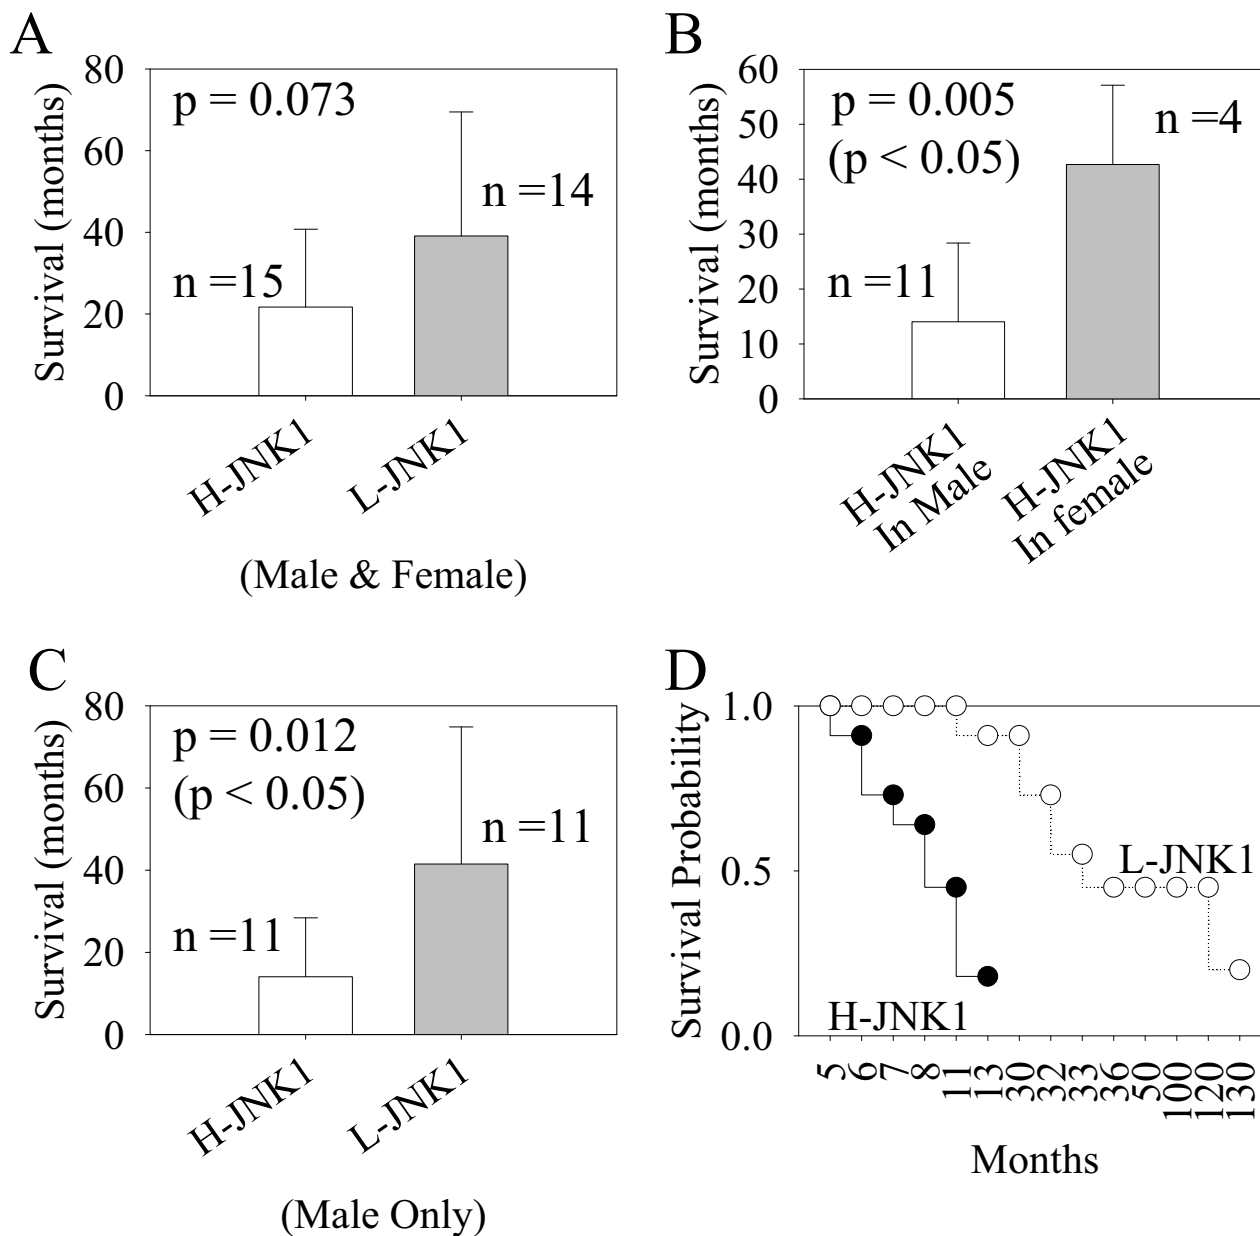 A
Survival (months)
80
60
40
20
0
p = 0.073
n =15
n =14
H-JNK1
L-JNK1
(Male & Female)
B
Survival (months)
60
50
40
30
20
10
0
p = 0.005
(p < 0.05)
n =4
n =11
H-JNK1
In Male
H-JNK1
In female
C
Survival (months)
80
60
40
20
0
p = 0.012
(p < 0.05)
n =11
n =11
H-JNK1
L-JNK1
(Male Only)
D
Survival Probability
1.0
0.5
0.0
L-JNK1
H-JNK1
5
6
7
8
11
13
30
32
33
36
50
100
120
130
Months